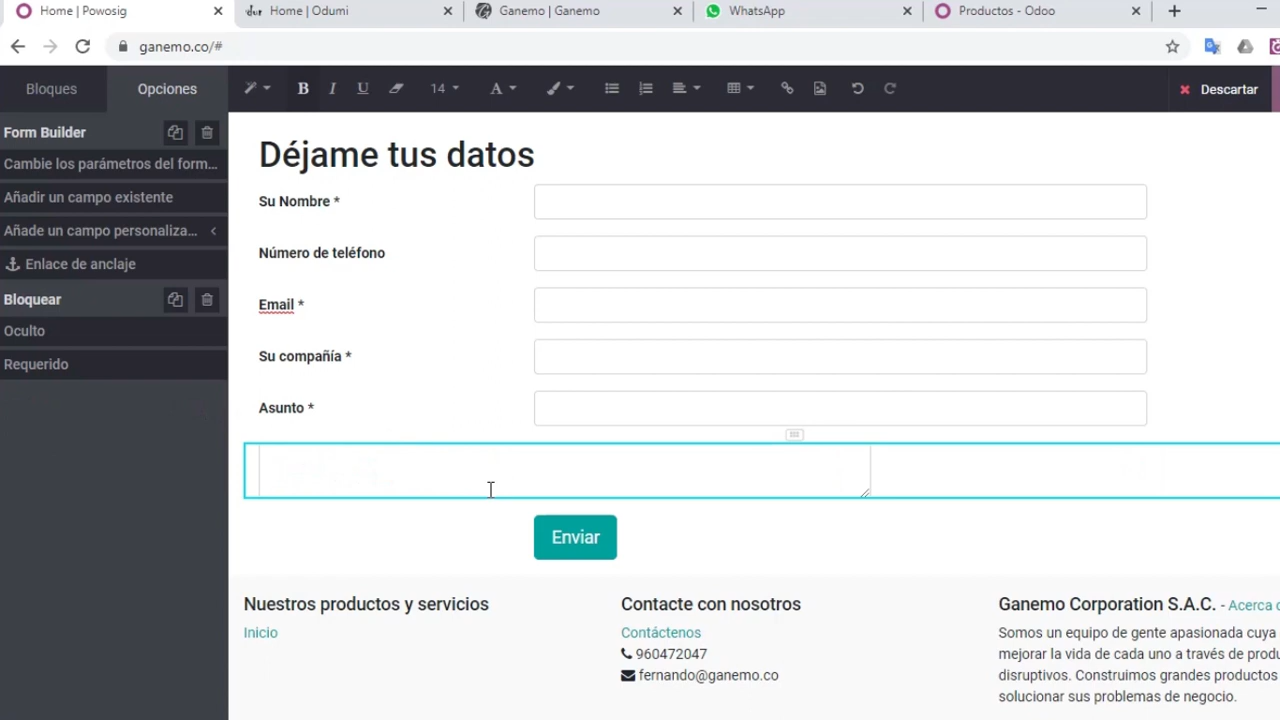 Home | Powosig
Home | Odumi
Ganemo | Ganemo
WhatsApp
Productos - Odoo
ganemo.co/#
Bloques
Opciones
B I U
14
A
Descartar
Form Builder
Cambie los parámetros del form...
Añadir un campo existente
Añade un campo personaliza...
Enlace de anclaje
Bloquear
Oculto
Requerido
Déjame tus datos
Su Nombre *
Número de teléfono
Email *
Su compañía *
Asunto *
Enviar
Nuestros productos y servicios
Inicio
Contacte con nosotros
Contáctenos
960472047
fernando@ganemo.co
Ganemo Corporation S.A.C. - Acerca
Somos un equipo de gente apasionada cuya
mejorar la vida de cada uno a través de produ
disruptivos. Construimos grandes productos
solucionar sus problemas de negocio.